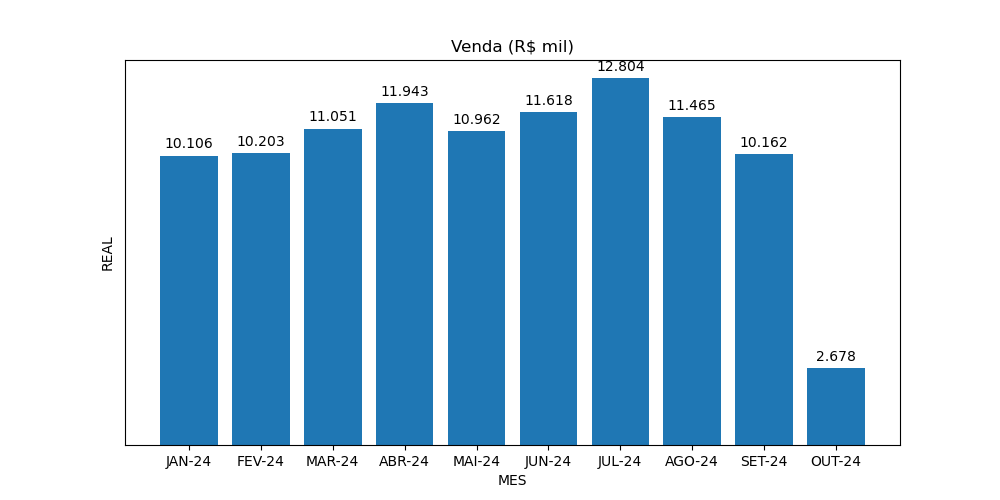 Venda (R$ mil)
12.804
11.943
11.618
11.465
11.051
10.962
10.203
10.162
10.106
2.678
REAL
JAN-24 FEV-24 MAR-24 ABR-24 MAI-24 JUN-24 JUL-24 AGO-24 SET-24 OUT-24
MES